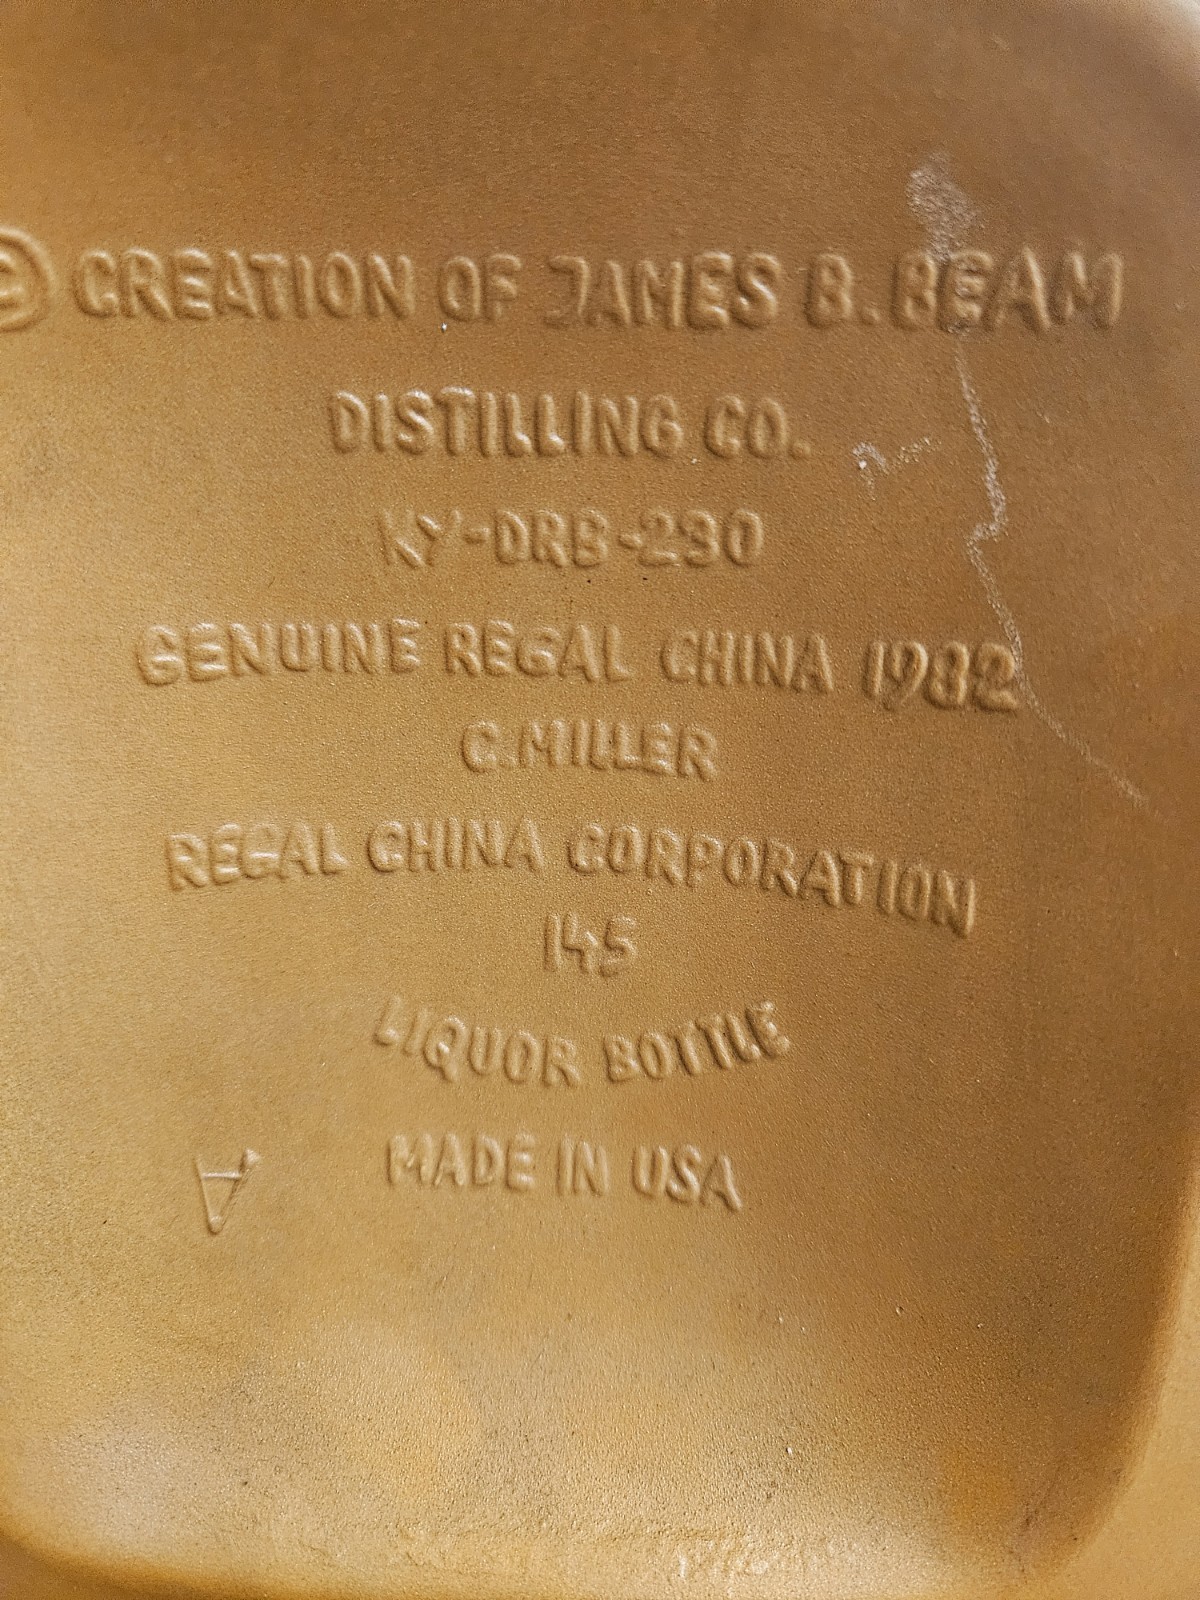 © CREATION OF JAMES B. BEAM
DISTILLING CO.
KY-DRB-230
GENUINE REGAL CHINA 1982
C. MILLER
REGAL CHINA CORPORATION
145
LIQUOR BOTTLE
MADE IN USA
A